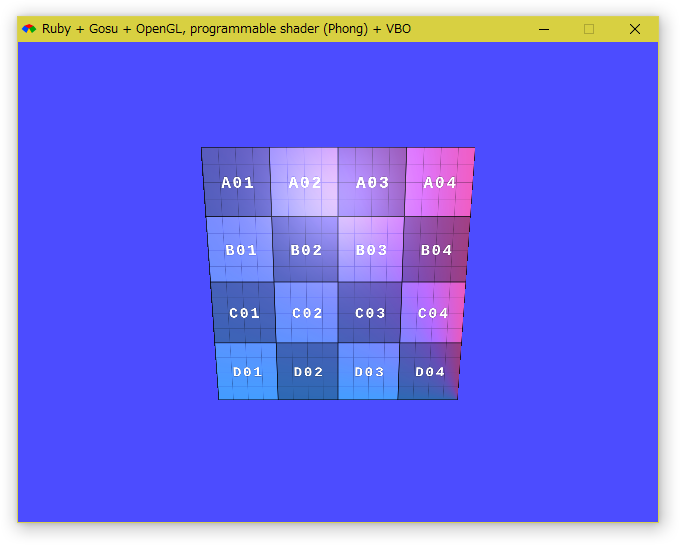 Ruby + Gosu + OpenGL, programmable shader (Phong) + VBO
A01 A02 A03 A04
B01 B02 B03 B04
C01 C02 C03 C04
D01 D02 D03 D04